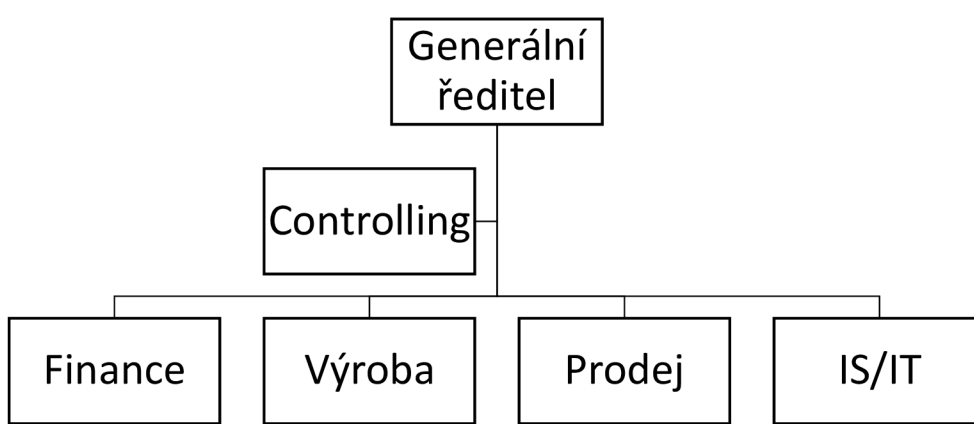 Generální
ředitel
Controlling
Finance
Výroba
Prodej
IS/IT